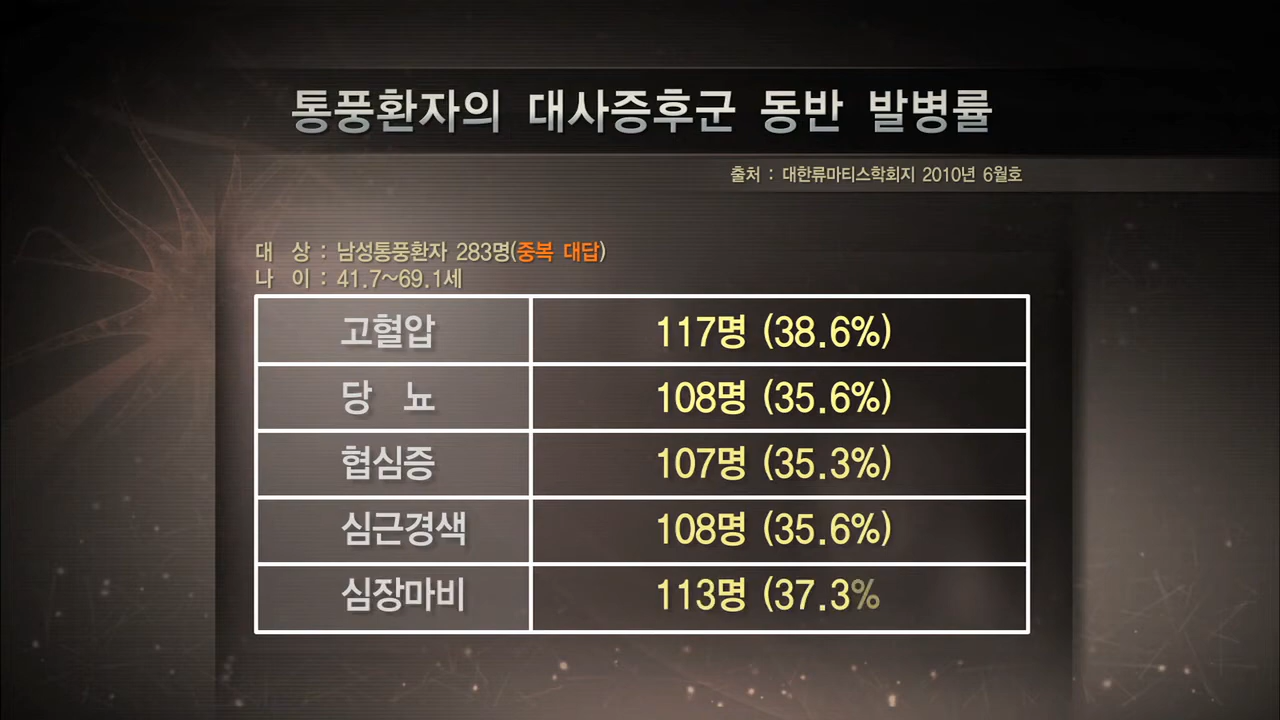 통풍환자의 대사증후군 동반 발병률
출처 : 대한류마티스학회지 2010년 6월호
대 상 : 남성통풍환자 283명(중복 대답)
나 이 : 41.7~69.1세
고혈압 117명 (38.6%)
당 뇨 108명 (35.6%)
협심증 107명 (35.3%)
심근경색 108명 (35.6%)
심장마비 113명 (37.3%